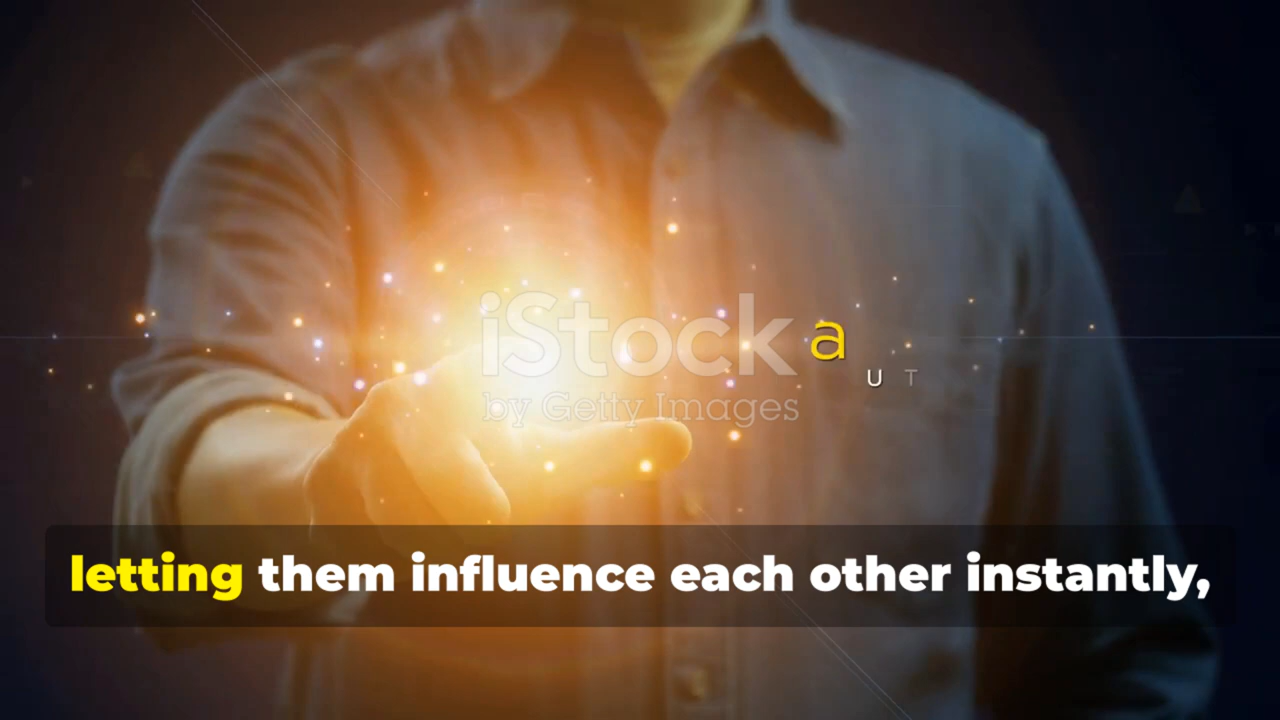 iStock
by Getty Images
a
U T
letting them influence each other instantly,